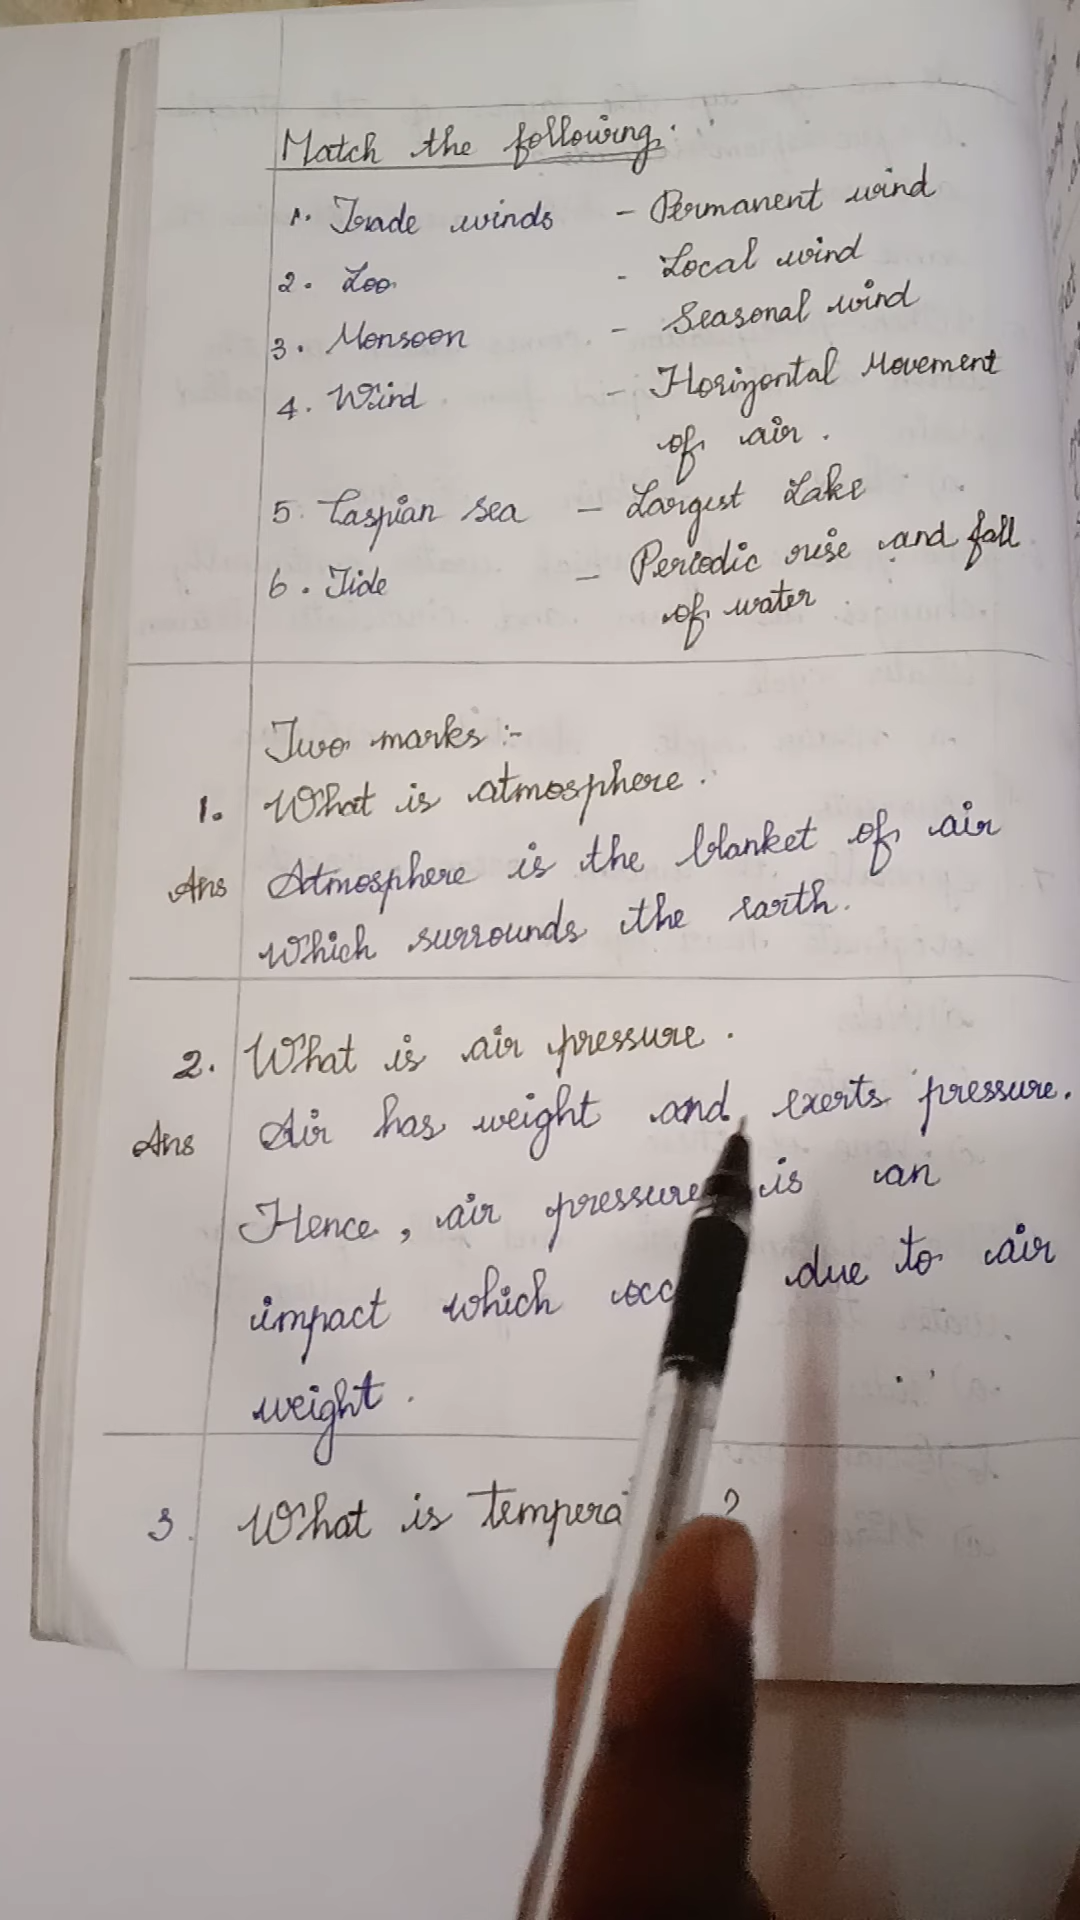 Match the following.
1. Trade winds - Permanent wind
2. Loo - Local wind
3. Monsoon - Seasonal wind
4. Wind - Horizontal Movement
of air.
5. Caspian sea - Largest Lake
6. Tide - Periodic rise and fall
of water
Two marks :-
1. What is atmosphere.
Ans Atmosphere is the blanket of air
which surrounds the earth.
2. What is air pressure.
Ans Air has weight and exerts pressure.
Hence, air pressure is an
impact which due to air
weight.
3. What is ?